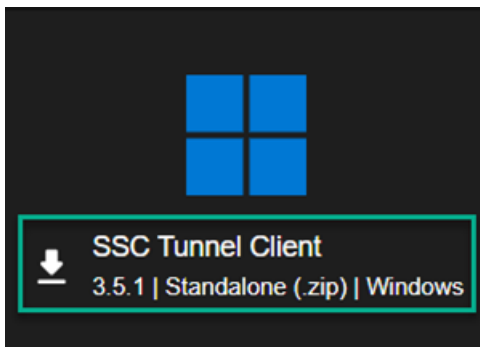 SSC Tunnel Client
3.5.1 | Standalone (.zip) | Windows